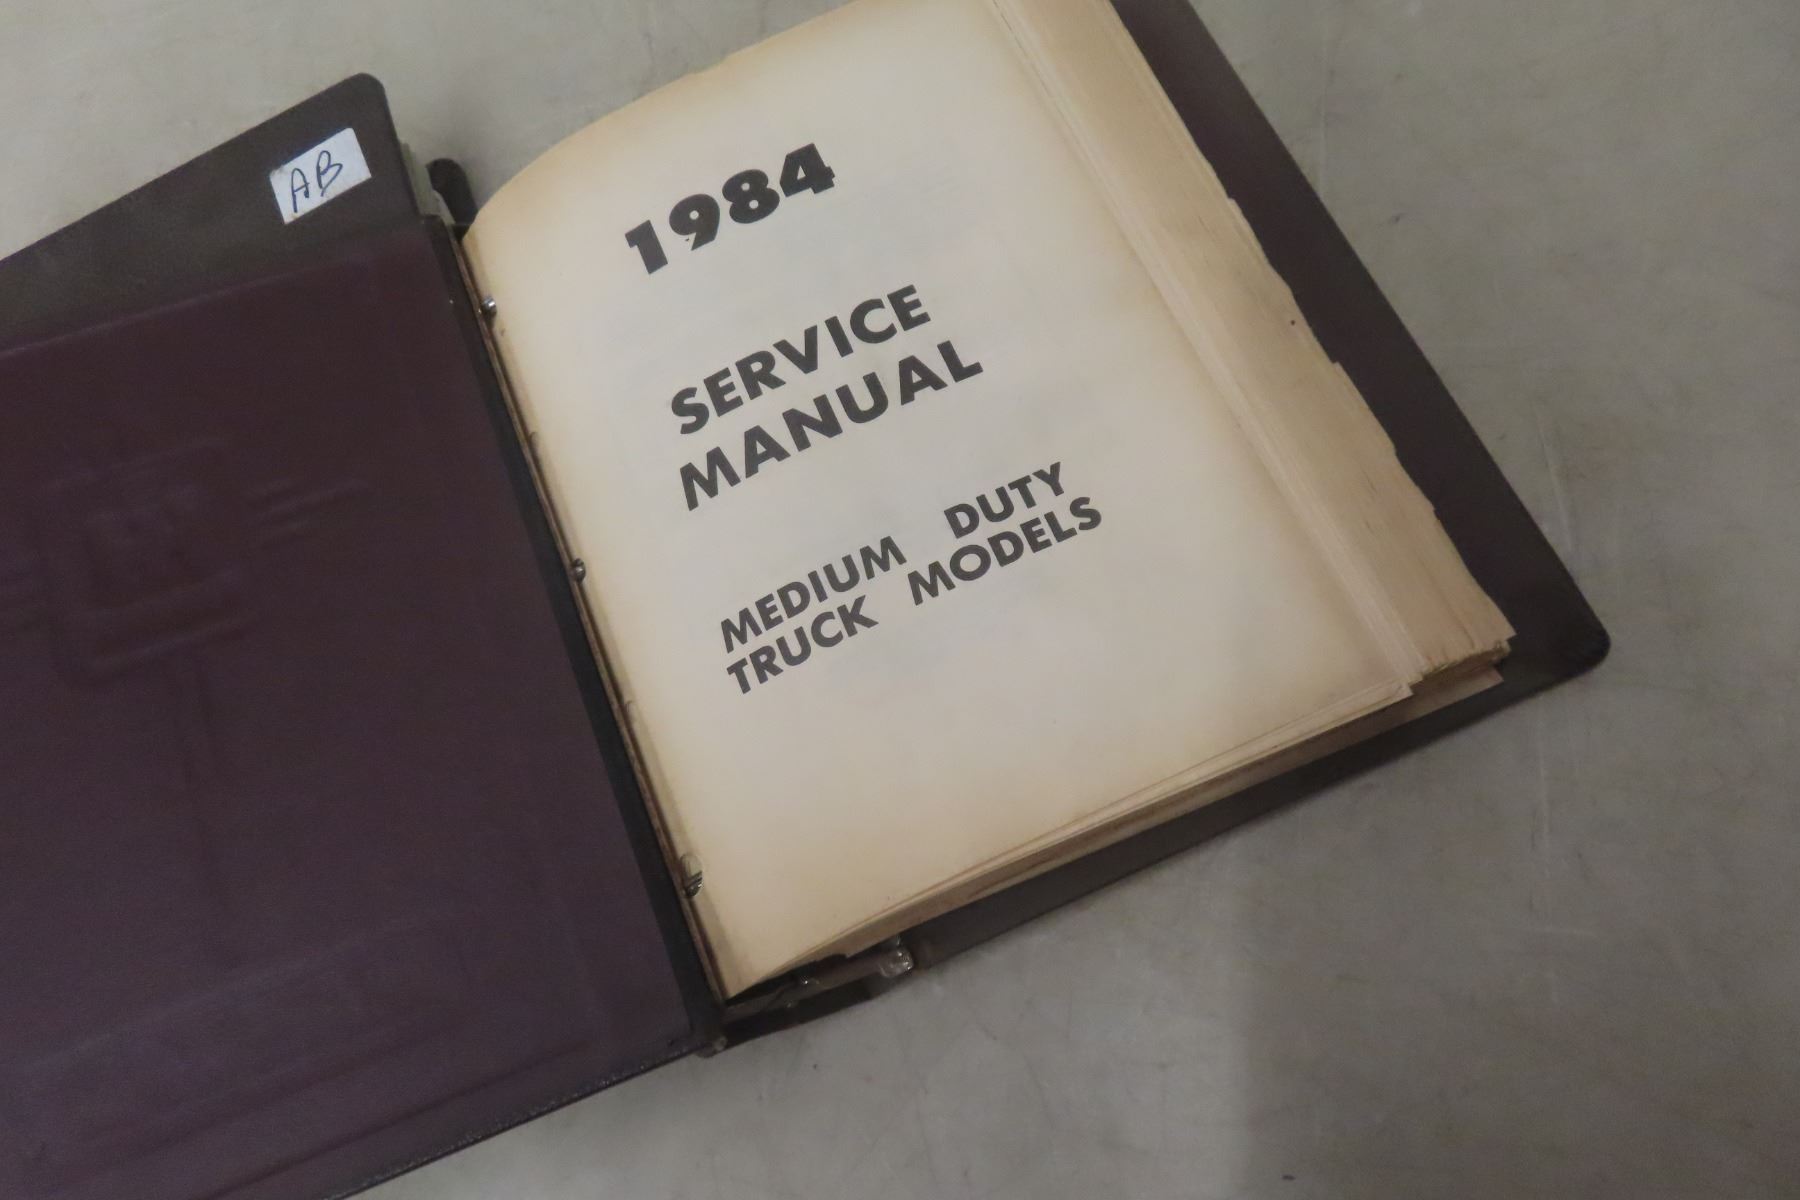 AB
1984
SERVICE
MANUAL
MEDIUM DUTY
TRUCK MODELS